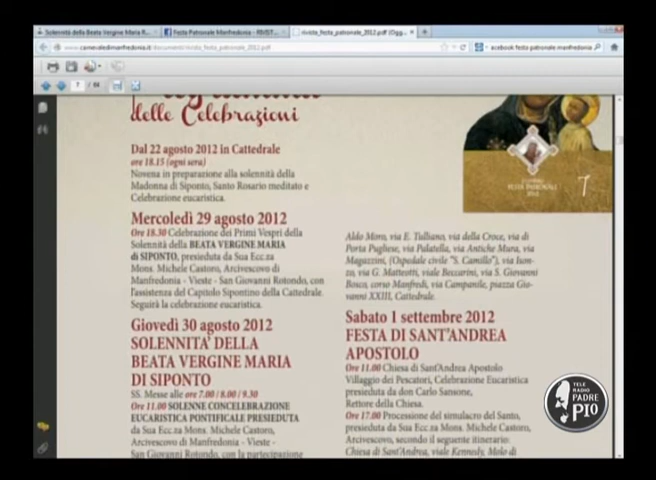 Solennità della Beata Vergine Maria R...
Festa Patronale Manfredonia - RIVIST...
rivista_festa_patronale_2012.pdf (Ogg...
www.carnevaledimanfredonia.it/documenti/rivista_festa_patronale_2012.pdf
acebook festa patronale manfredonia
7 / 64
delle Celebrazioni
Dal 22 agosto 2012 in Cattedrale
ore 18.15 (ogni sera)
Novena in preparazione alla solennità della
Madonna di Siponto, Santo Rosario meditato e
Celebrazione eucaristica.
Mercoledì 29 agosto 2012
Ore 18.30 Celebrazione dei Primi Vespri della
Solennità della BEATA VERGINE MARIA
di SIPONTO, presieduta da Sua Ecc.za
Mons. Michele Castoro, Arcivescovo di
Manfredonia - Vieste - San Giovanni Rotondo, con
l'assistenza del Capitolo Sipontino della Cattedrale.
Seguirà la celebrazione eucaristica.
Giovedì 30 agosto 2012
SOLENNITA' DELLA
BEATA VERGINE MARIA
DI SIPONTO
SS. Messe alle ore 7.00 / 8.00 / 9.30
Ore 11.00 SOLENNE CONCELEBRAZIONE
EUCARISTICA PONTIFICALE PRESIEDUTA
da Sua Ecc.za Mons. Michele Castoro,
Arcivescovo di Manfredonia - Vieste -
San Giovanni Rotondo, con la partecipazione
FESTA PATRONALE
2012
7
Aldo Moro, via E. Tulliano, via della Croce, via di
Porta Pugliese, via Palatella, via Antiche Mura, via
Magazzini, (Ospedale civile "S. Camillo"), via Ison-
zo, via G. Matteotti, viale Beccarini, via S. Giovanni
Bosco, corso Manfredi, via Campanile, piazza Gio-
vanni XXIII, Cattedrale.
Sabato 1 settembre 2012
FESTA DI SANT'ANDREA
APOSTOLO
Ore 11.00 Chiesa di Sant'Andrea Apostolo
Villaggio dei Pescatori, Celebrazione Eucaristica
presieduta da don Carlo Sansone,
Rettore della Chiesa.
Ore 17.00 Processione del simulacro del Santo,
presieduta da Sua Ecc.za Mons. Michele Castoro,
Arcivescovo, secondo il seguente itinerario:
Chiesa di Sant'Andrea, viale Kennedy, Molo di
TELE
RADIO
PADRE
PIO